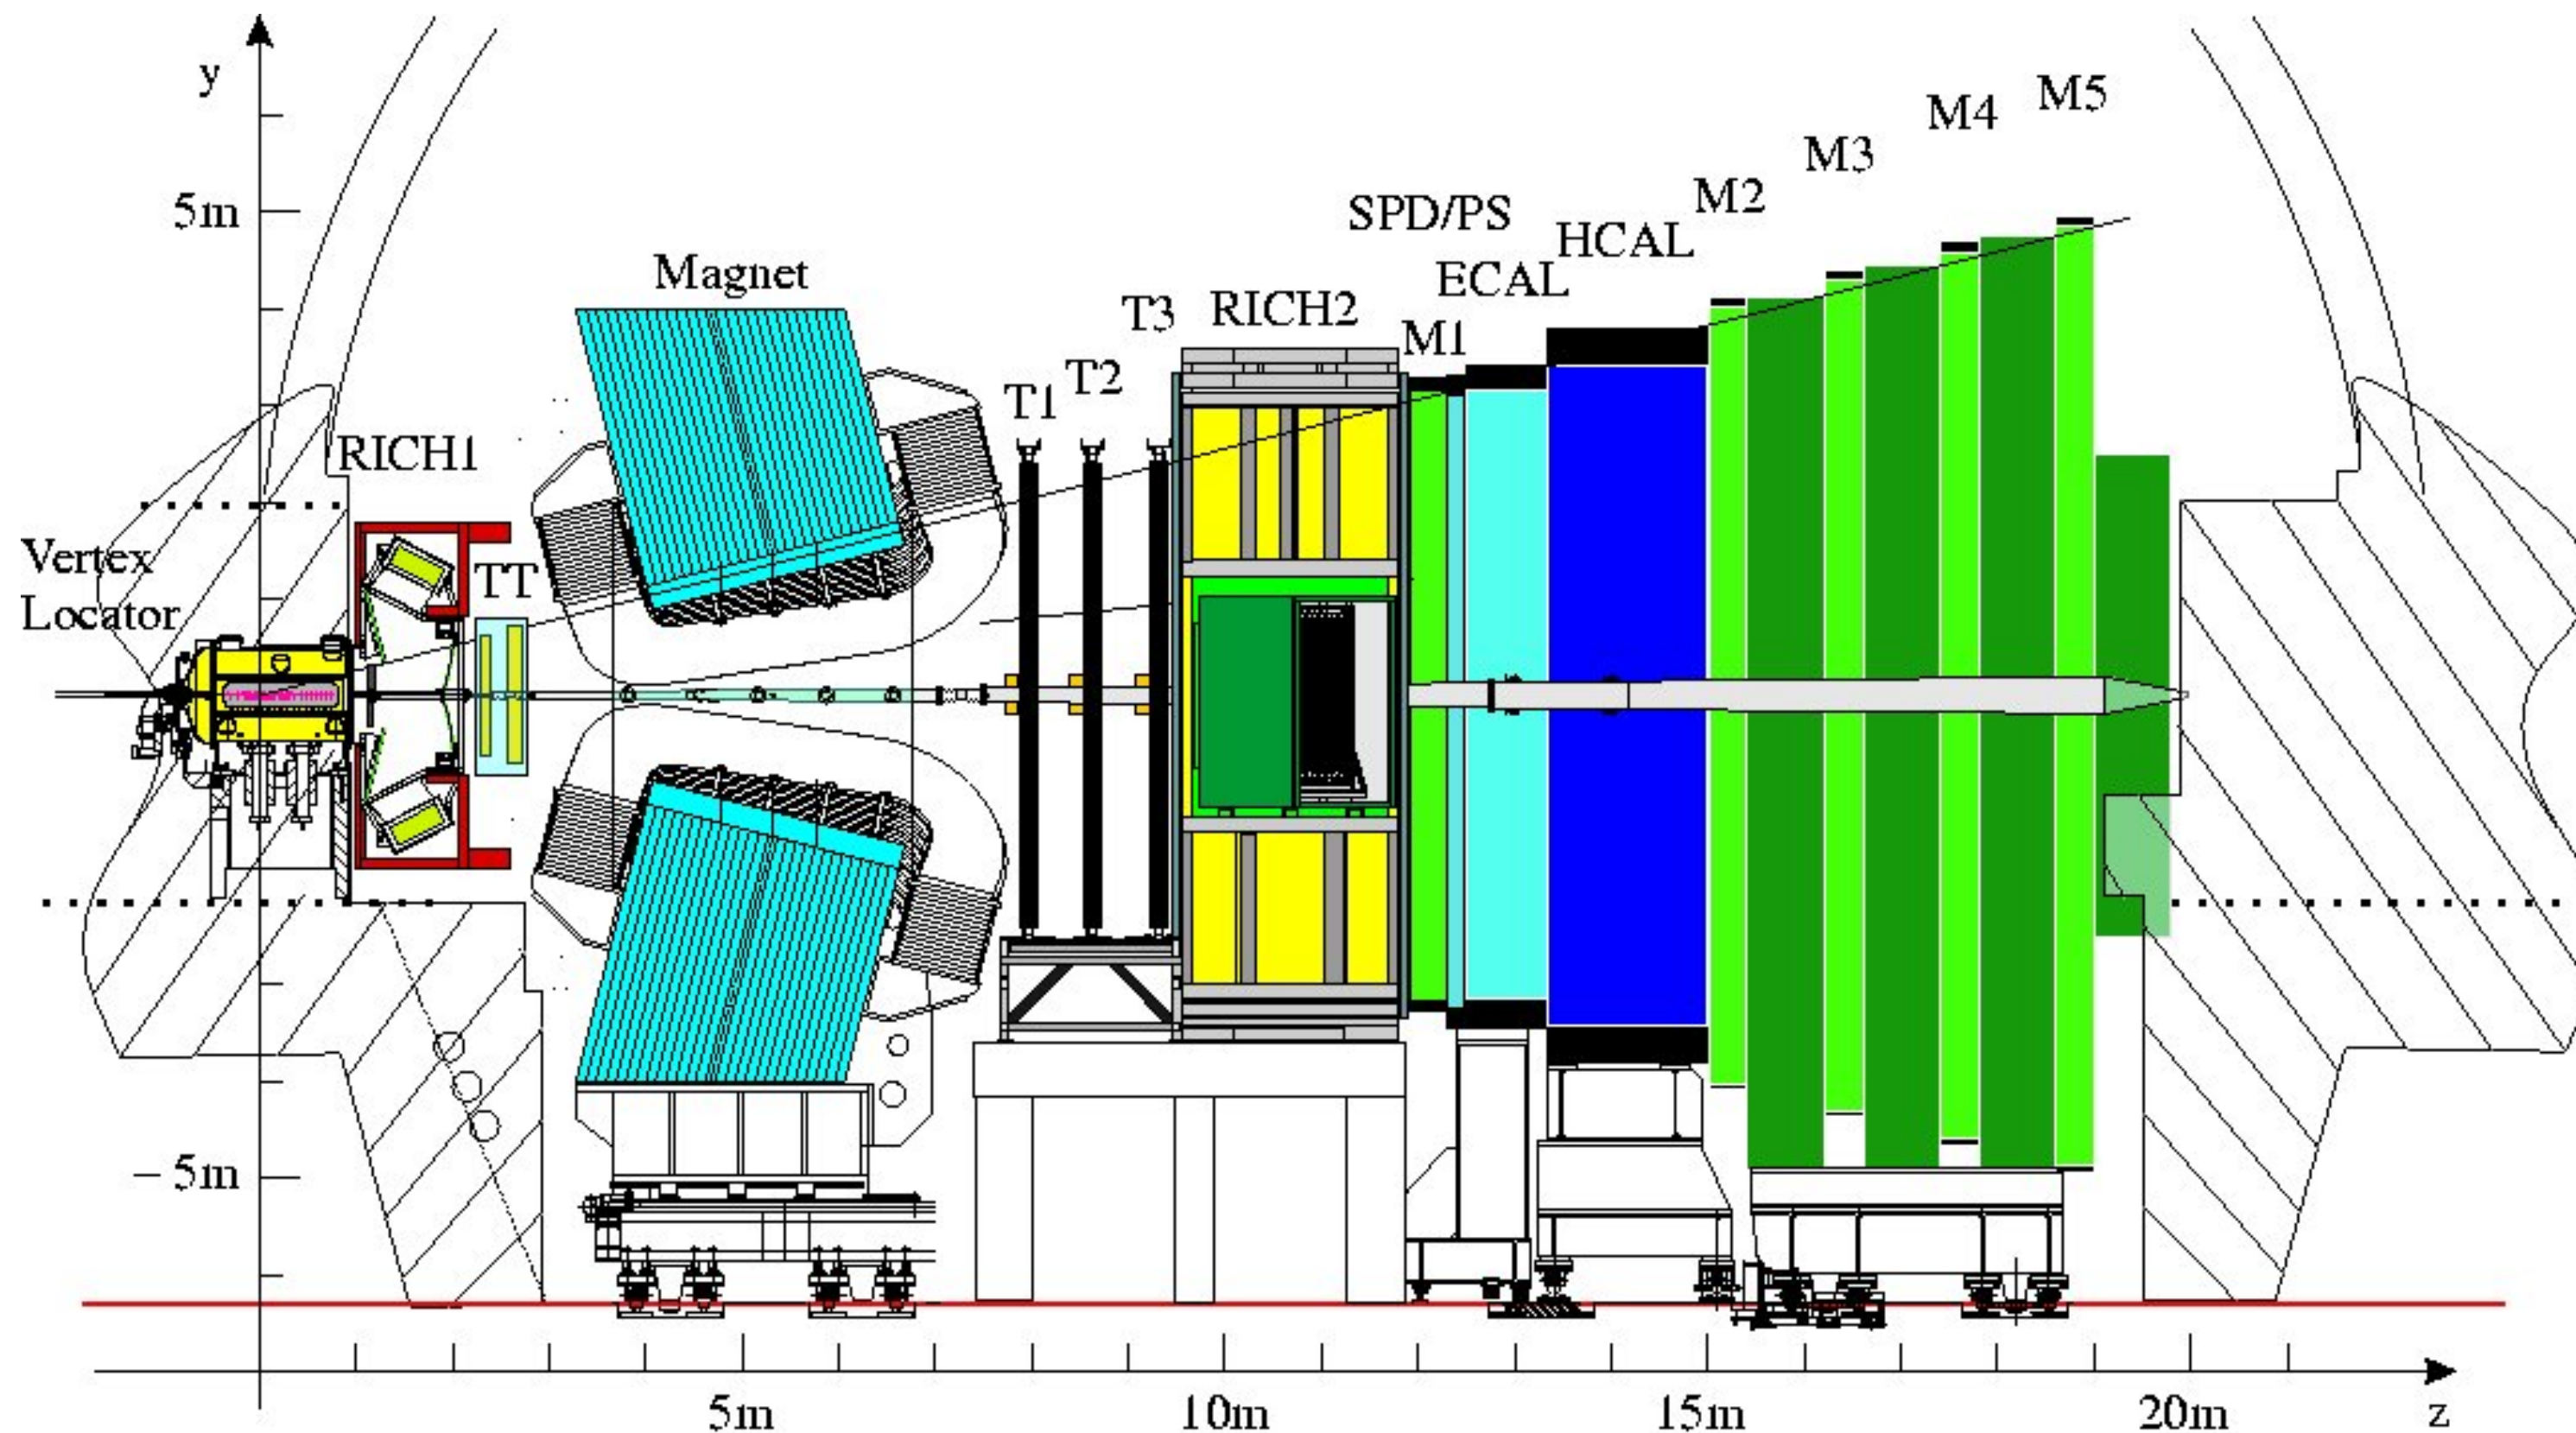 y
5m
Vertex
Locator
RICH1
TT
Magnet
T1
T2
T3
RICH2
M1
SPD/PS
ECAL
HCAL
M2
M3
M4
M5
– 5m
5m
10m
15m
20m
z